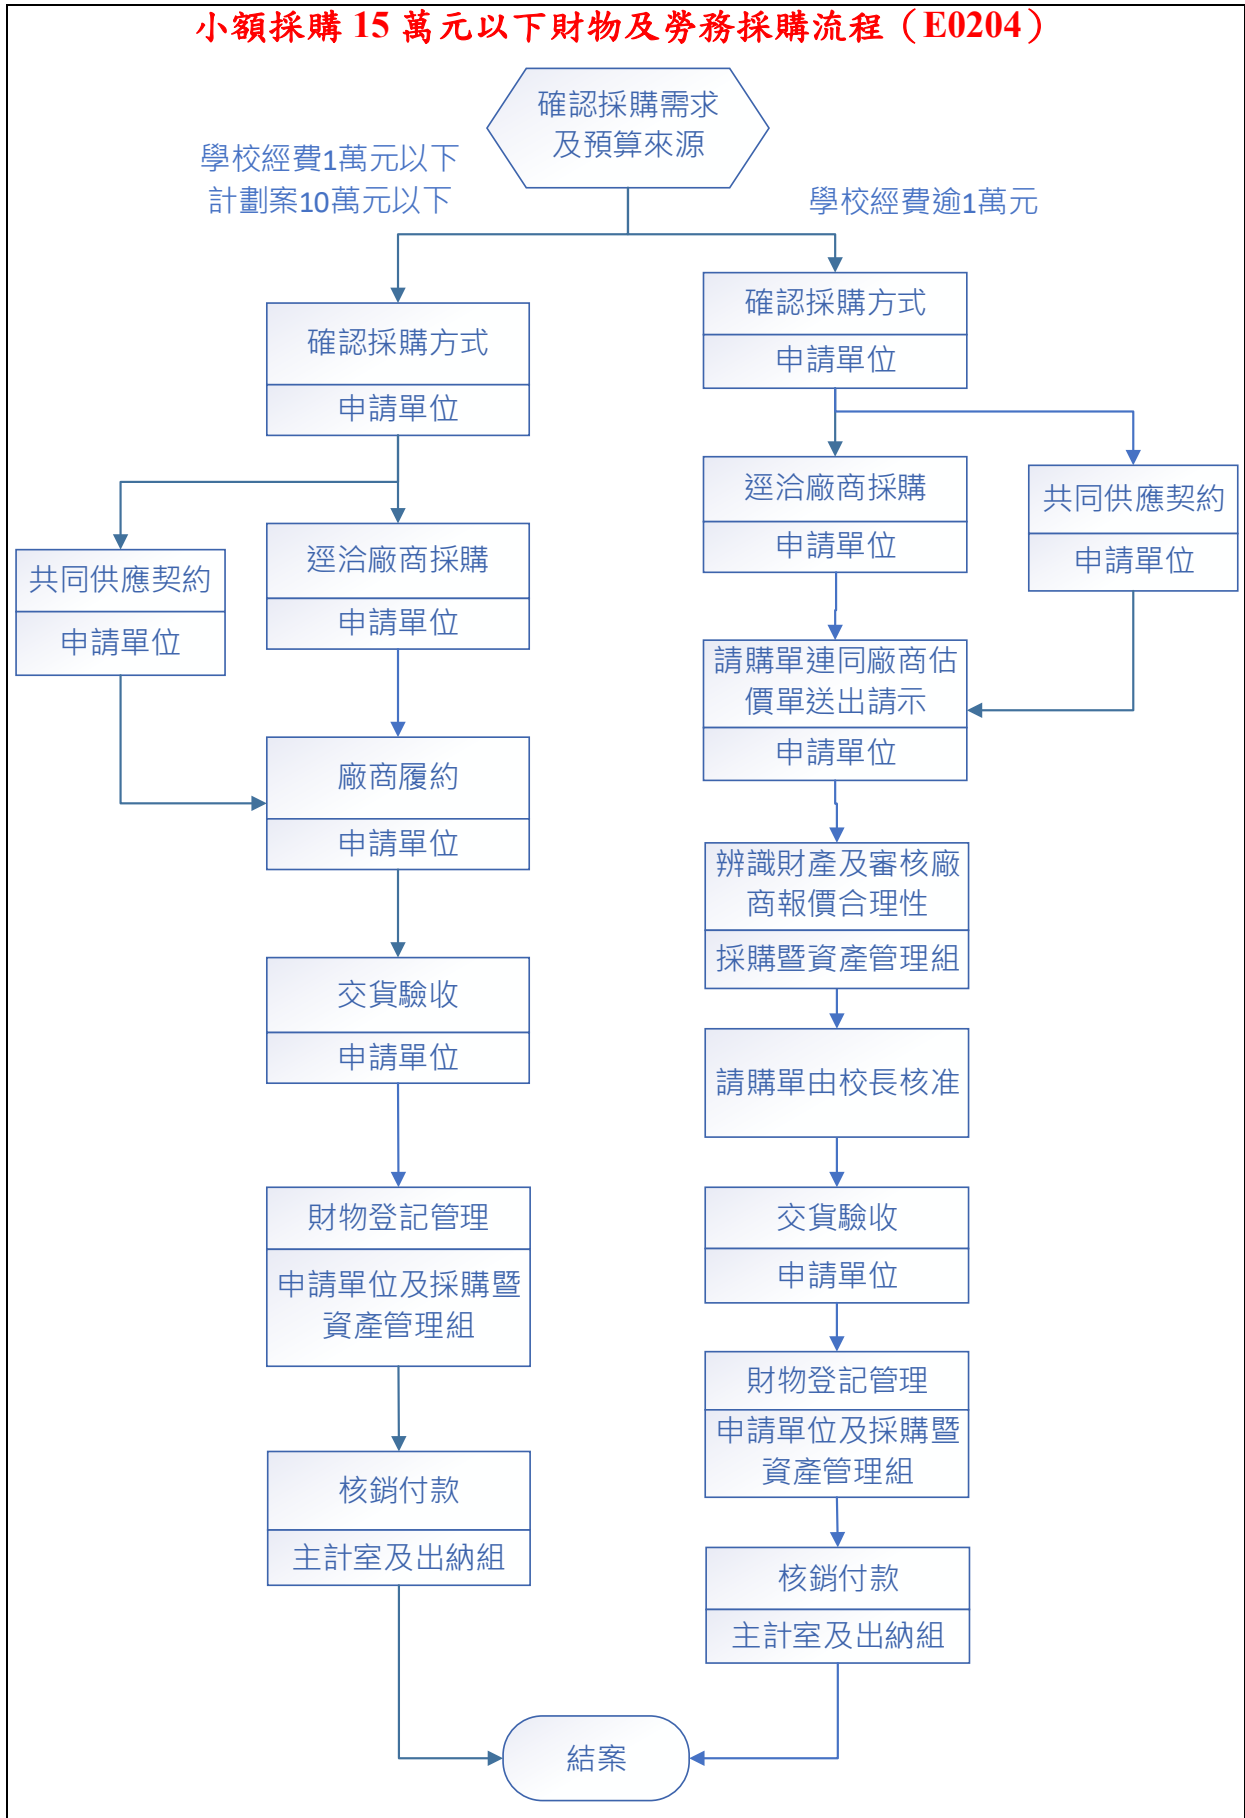 小額採購 15 萬元以下財物及勞務採購流程（E0204）
確認採購需求
及預算來源
學校經費1萬元以下
計劃案10萬元以下
學校經費逾1萬元
確認採購方式
申請單位
共同供應契約
申請單位
逕洽廠商採購
申請單位
廠商履約
申請單位
交貨驗收
申請單位
財物登記管理
申請單位及採購暨
資產管理組
核銷付款
主計室及出納組
確認採購方式
申請單位
逕洽廠商採購
申請單位
共同供應契約
申請單位
請購單連同廠商估
價單送出請示
申請單位
辨識財產及審核廠
商報價合理性
採購暨資產管理組
請購單由校長核准
交貨驗收
申請單位
財物登記管理
申請單位及採購暨
資產管理組
核銷付款
主計室及出納組
結案